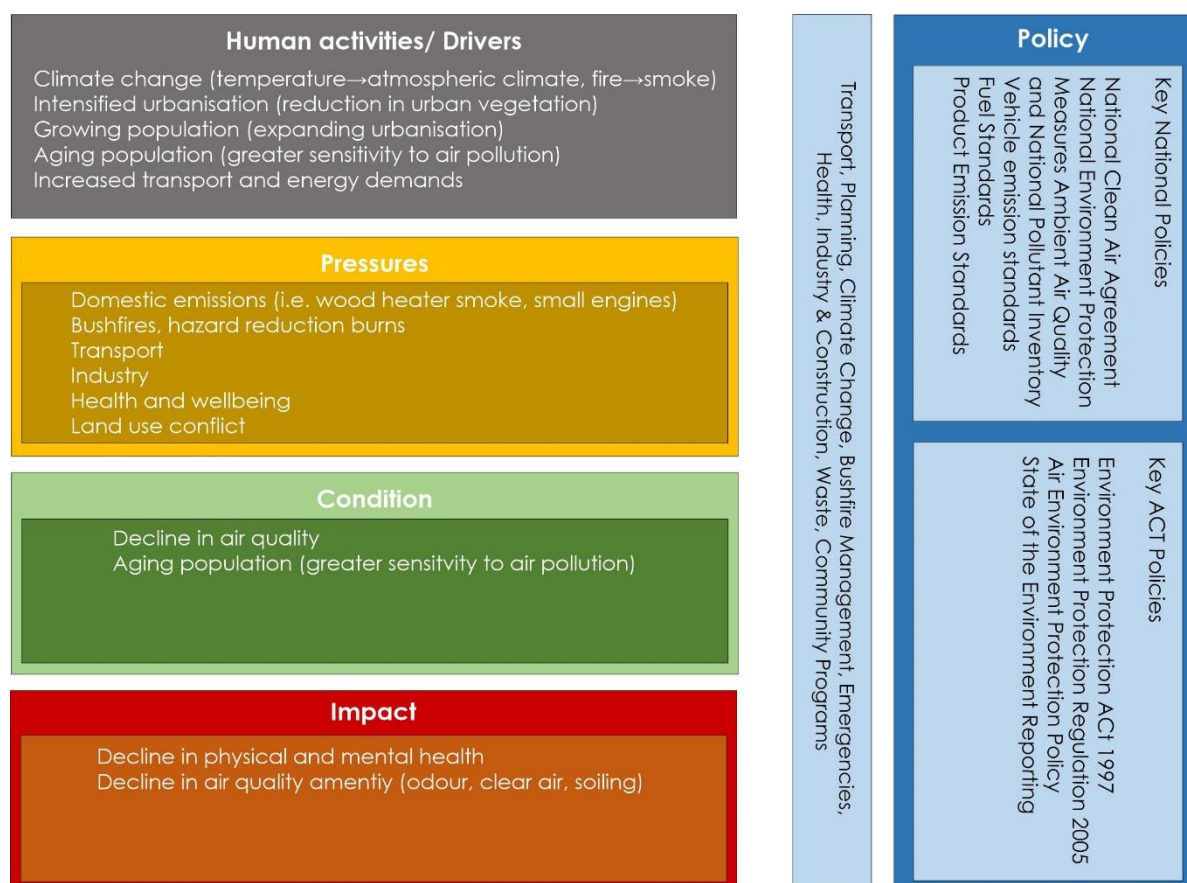 Human activities/ Drivers
Climate change (temperature→atmospheric climate, fire→smoke)
Intensified urbanisation (reduction in urban vegetation)
Growing population (expanding urbanisation)
Aging population (greater sensitivity to air pollution)
Increased transport and energy demands
Pressures
Domestic emissions (i.e. wood heater smoke, small engines)
Bushfires, hazard reduction burns
Transport
Industry
Health and wellbeing
Land use conflict
Condition
Decline in air quality
Aging population (greater sensitvity to air pollution)
Impact
Decline in physical and mental health
Decline in air quality amentiy (odour, clear air, soiling)
Transport, Planning, Climate Change, Bushfire Management, Emergencies,
Health, Industry & Construction, Waste, Community Programs
Policy
Key National Policies
National Clean Air Agreement
National Environment Protection
Measures Ambient Air Quality
and National Pollutant Inventory
Vehicle emission standards
Fuel Standards
Product Emission Standards
Key ACT Policies
Environment Protection ACt 1997
Environment Protection Regulation 2005
Air Environment Protection Policy
State of the Environment Reporting